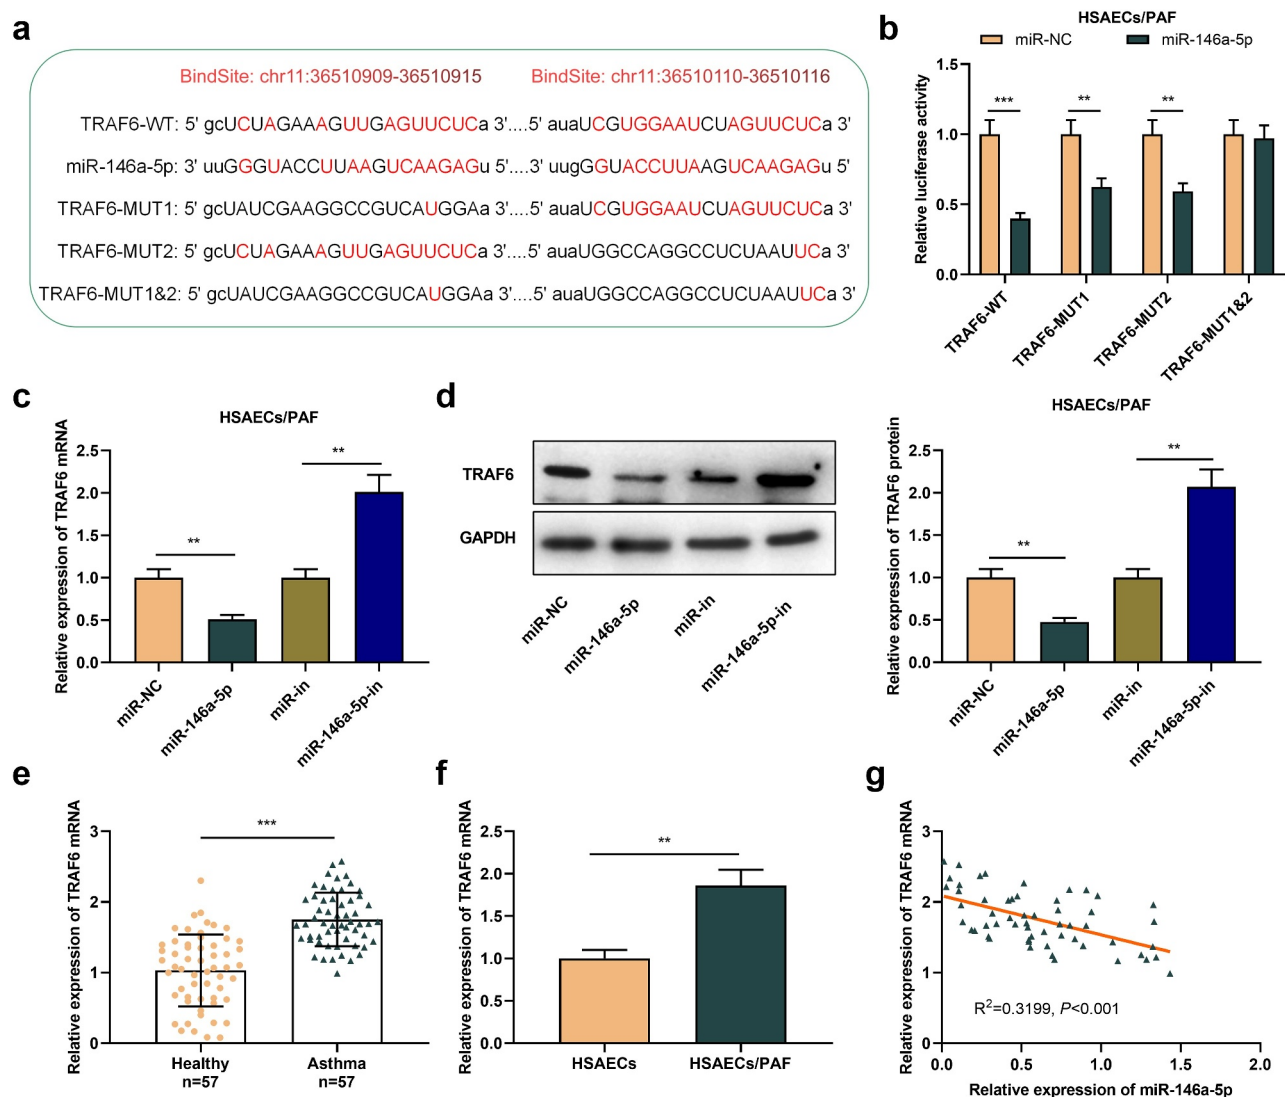 a
BindSite: chr11:36510909-36510915 BindSite: chr11:36510110-36510116
TRAF6-WT: 5' gcUCUAGAAAGUUGAGUUCUCa 3'....5' auaUCGUGGAAUCUAGUUCUCa 3'
miR-146a-5p: 3' uuGGGUACCUUAAGUCAAGAGu 5'....3' uugGGUACCUUAAGUCAAGAGu 5'
TRAF6-MUT1: 5' gcUAUCGAAGGCCGUCAUGGAa 3'....5' auaUCGUGGAAUCUAGUUCUCa 3'
TRAF6-MUT2: 5' gcUCUAGAAAGUUGAGUUCUCa 3'....5' auaUGGCCAGGCCUCUAAUUCa 3'
TRAF6-MUT1&2: 5' gcUAUCGAAGGCCGUCAUGGAa 3'....5' auaUGGCCAGGCCUCUAAUUCa 3'
b
HSAECs/PAF
miR-NC miR-146a-5p
Relative luciferase activity
1.5
1.0
0.5
0.0
*** ** **
TRAF6-WT
TRAF6-MUT1
TRAF6-MUT2
TRAF6-MUT1&2
c
HSAECs/PAF
Relative expression of TRAF6 mRNA
2.5
2.0
1.5
1.0
0.5
0.0
**
**
miR-NC
miR-146a-5p
miR-in
miR-146a-5p-in
d
TRAF6
GAPDH
miR-NC
miR-146a-5p
miR-in
miR-146a-5p-in
HSAECs/PAF
Relative expression of TRAF6 protein
2.5
2.0
1.5
1.0
0.5
0.0
**
**
miR-NC
miR-146a-5p
miR-in
miR-146a-5p-in
e
Relative expression of TRAF6 mRNA
3
2
1
0
***
Healthy Asthma
n=57 n=57
f
Relative expression of TRAF6 mRNA
2.5
2.0
1.5
1.0
0.5
0.0
**
HSAECs HSAECs/PAF
g
Relative expression of TRAF6 mRNA
3
2
1
0
R²=0.3199, P<0.001
0.0 0.5 1.0 1.5 2.0
Relative expression of miR-146a-5p